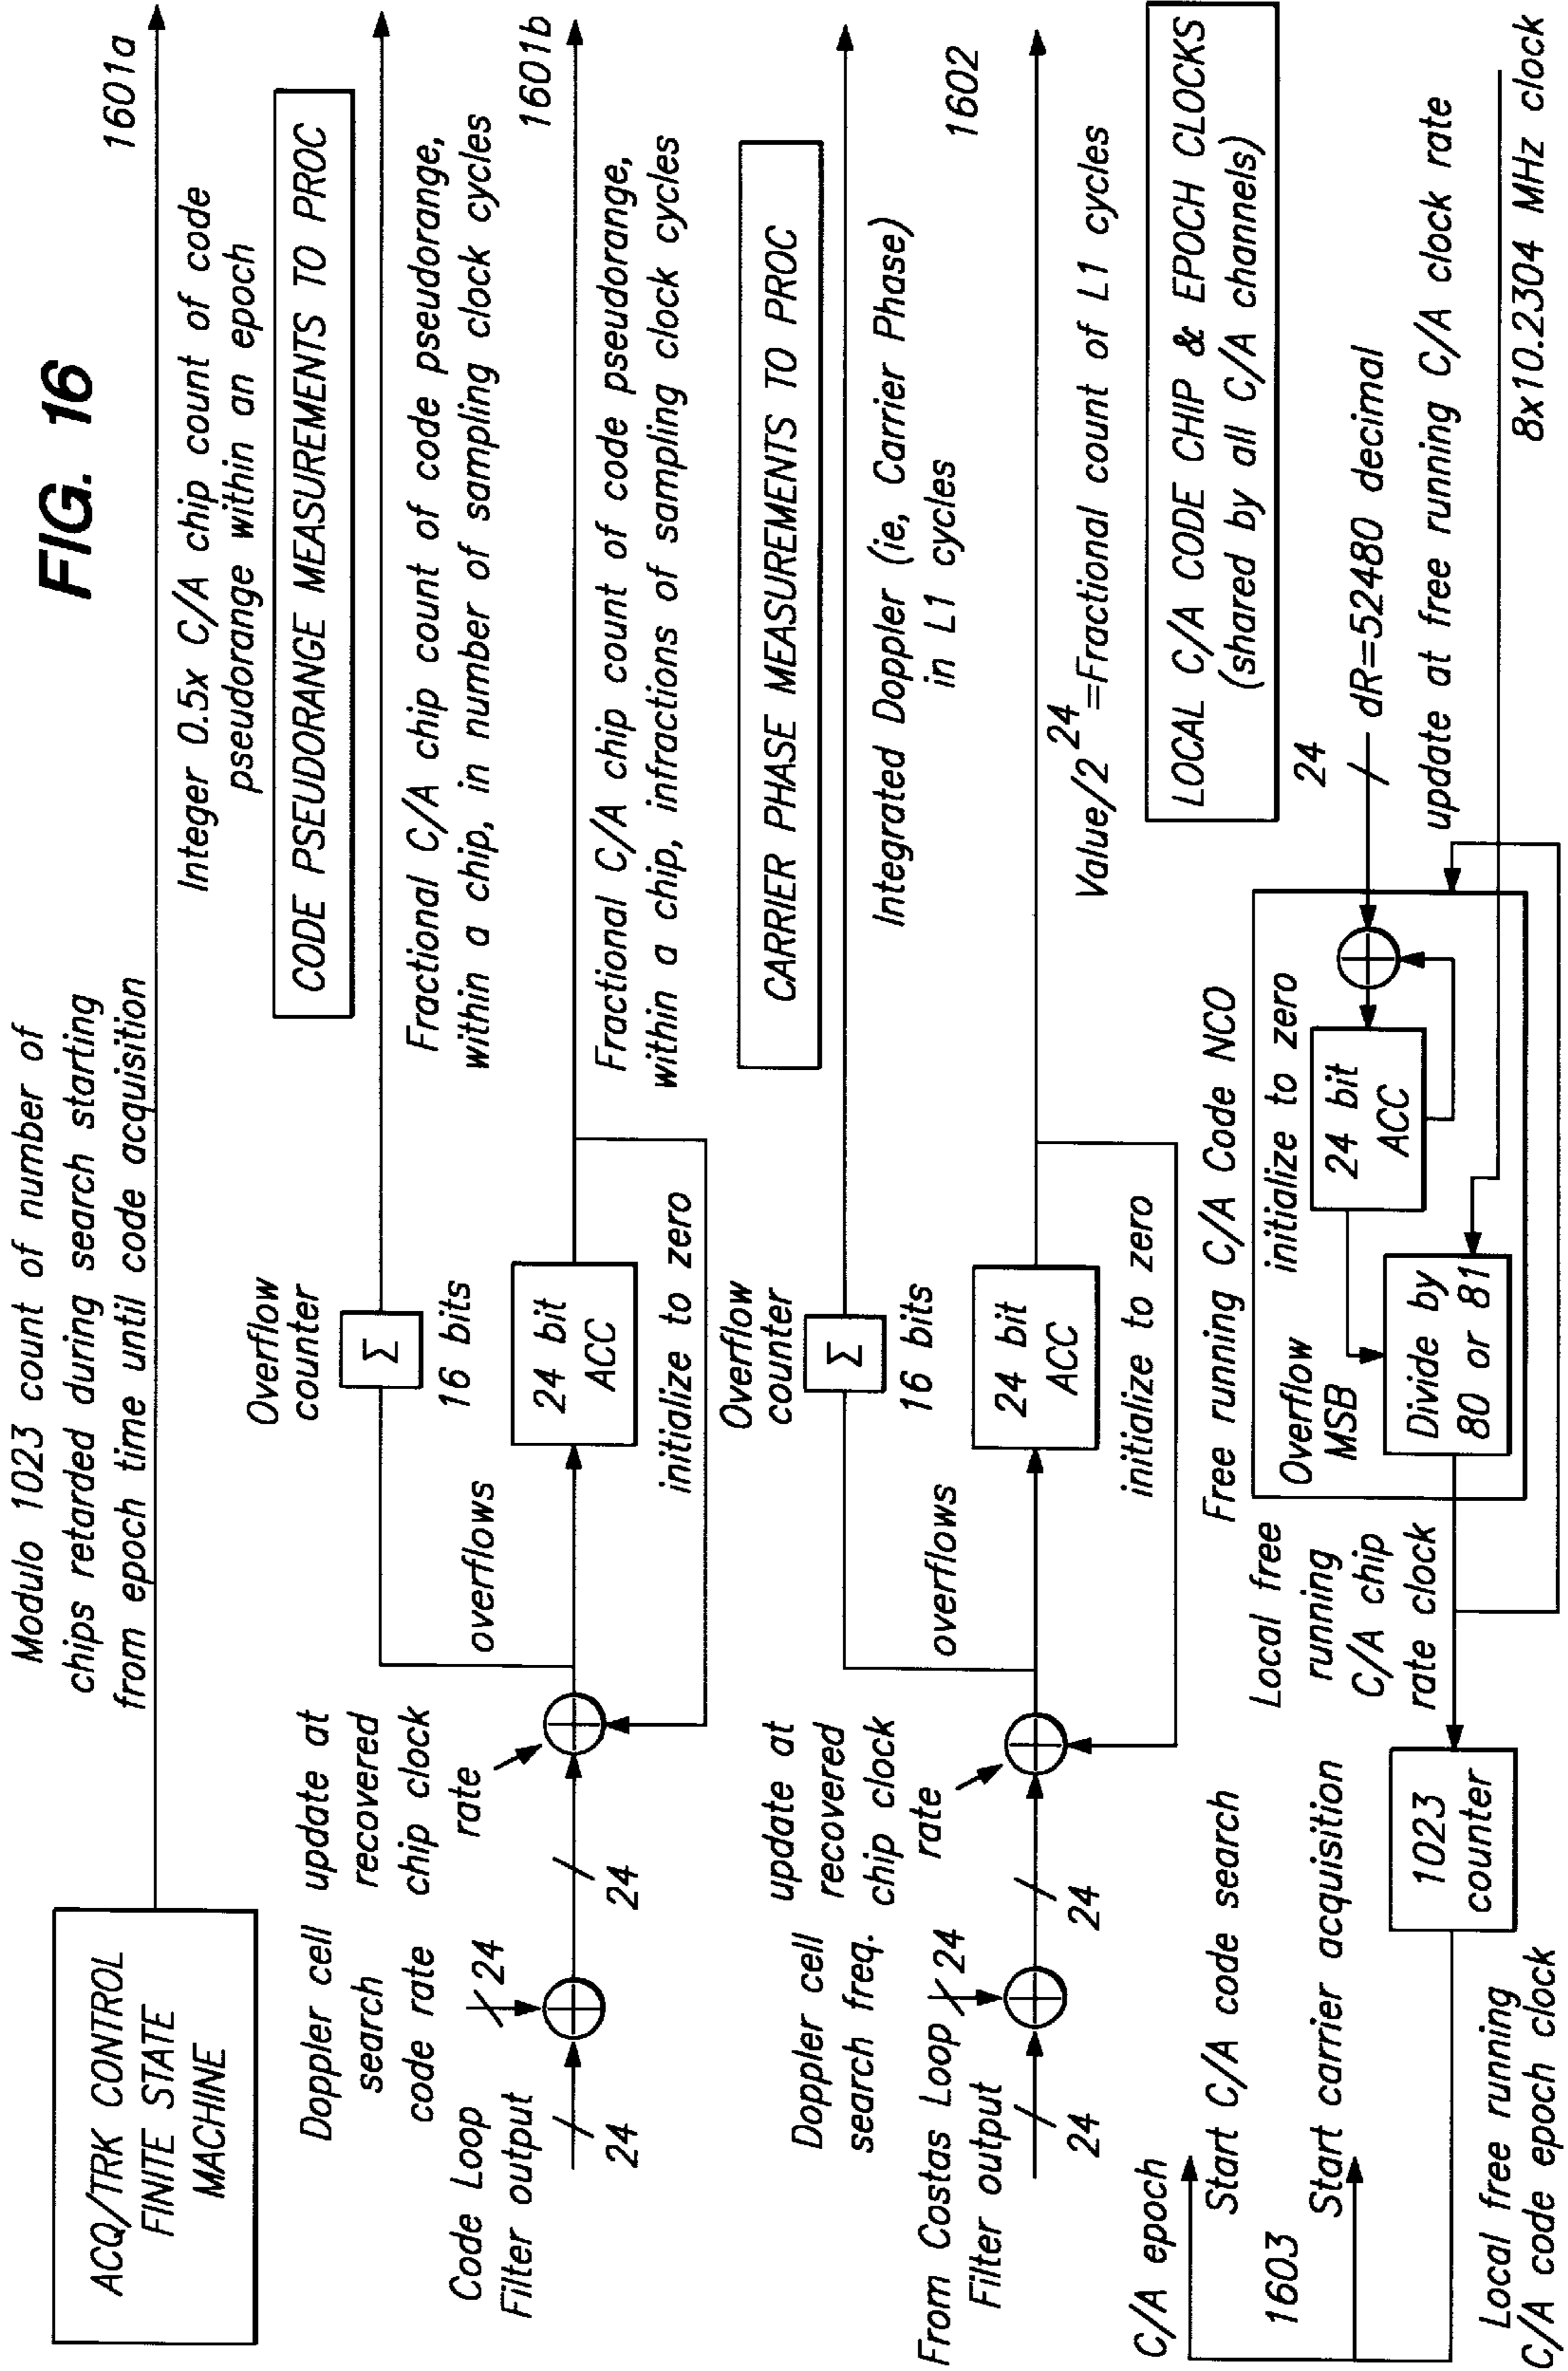 FIG. 16
Modulo 1023 count of number of
chips retarded during search starting
from epoch time until code acquisition
1601a
ACQ/TRK CONTROL
FINITE STATE
MACHINE
Integer 0.5x C/A chip count of code
pseudorange within an epoch
CODE PSEUDORANGE MEASUREMENTS TO PROC
Overflow
counter
Σ
16 bits
Fractional C/A chip count of code pseudorange,
within a chip, in number of sampling clock cycles
Doppler cell
search
code rate
24
update at
recovered
chip clock
rate
overflows
1601b
Code Loop
Filter output
24
24
24 bit
ACC
initialize to zero
Fractional C/A chip count of code pseudorange,
within a chip, infractions of sampling clock cycles
CARRIER PHASE MEASUREMENTS TO PROC
Overflow
counter
Σ
16 bits
Integrated Doppler (ie, Carrier Phase)
in L1 cycles
Doppler cell
search freq.
24
update at
recovered
chip clock
rate
overflows
1602
From Costas Loop
Filter output
24
24
24 bit
ACC
initialize to zero
Value/2^24=Fractional count of L1 cycles
LOCAL C/A CODE CHIP & EPOCH CLOCKS
(shared by all C/A channels)
C/A epoch
Start C/A code search
1603
Start carrier acquisition
Free running C/A Code NCO
initialize to zero
Overflow
MSB
24 bit
ACC
24
dR=52480 decimal
Divide by
80 or 81
update at free running C/A clock rate
8x10.2304 MHz clock
Local free
running
C/A chip
rate clock
1023
counter
Local free running
C/A code epoch clock